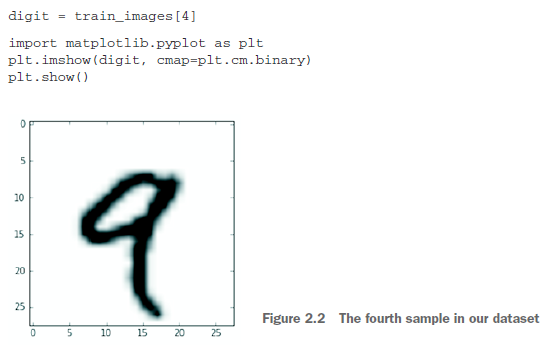 digit = train_images[4]
import matplotlib.pyplot as plt
plt.imshow(digit, cmap=plt.cm.binary)
plt.show()
0
5
10
15
20
25
9
0 5 10 15 20 25
Figure 2.2 The fourth sample in our dataset